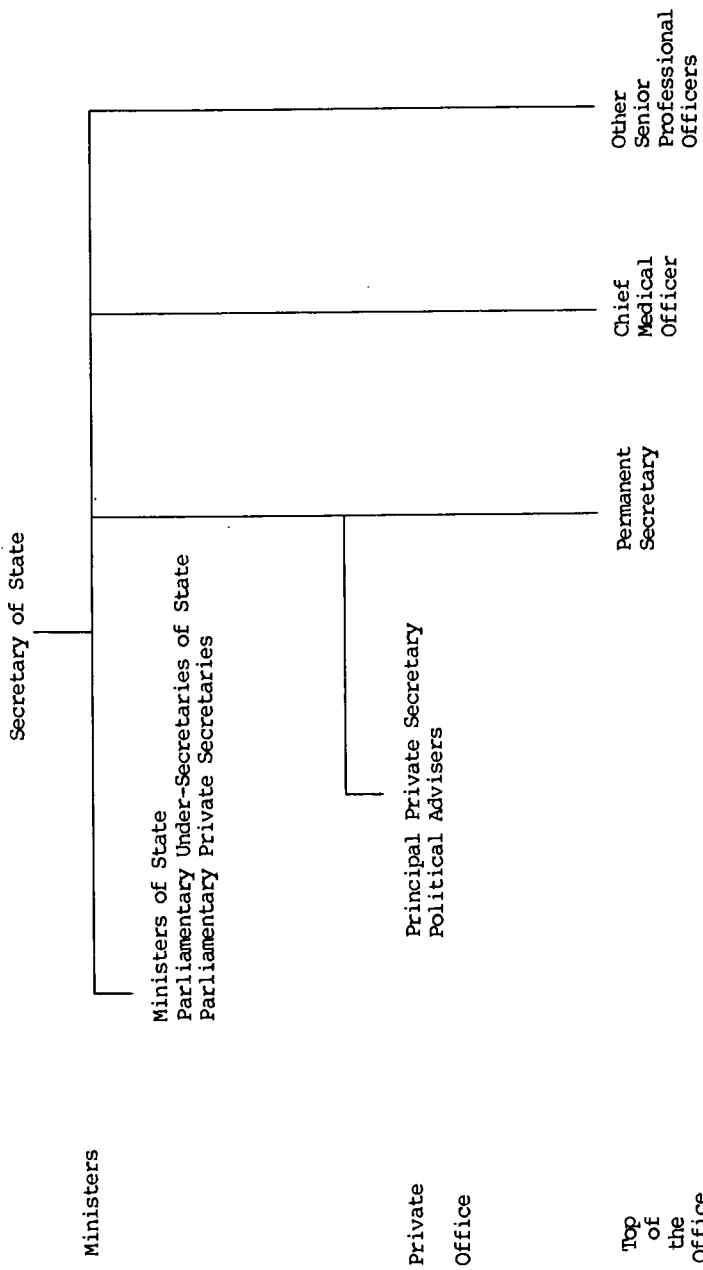 Secretary of State
Ministers
Ministers of State
Parliamentary Under-Secretaries of State
Parliamentary Private Secretaries
Private
Office
Principal Private Secretary
Political Advisers
Top
of
the
Office
Permanent
Secretary
Chief
Medical
Officer
Other
Senior
Professional
Officers